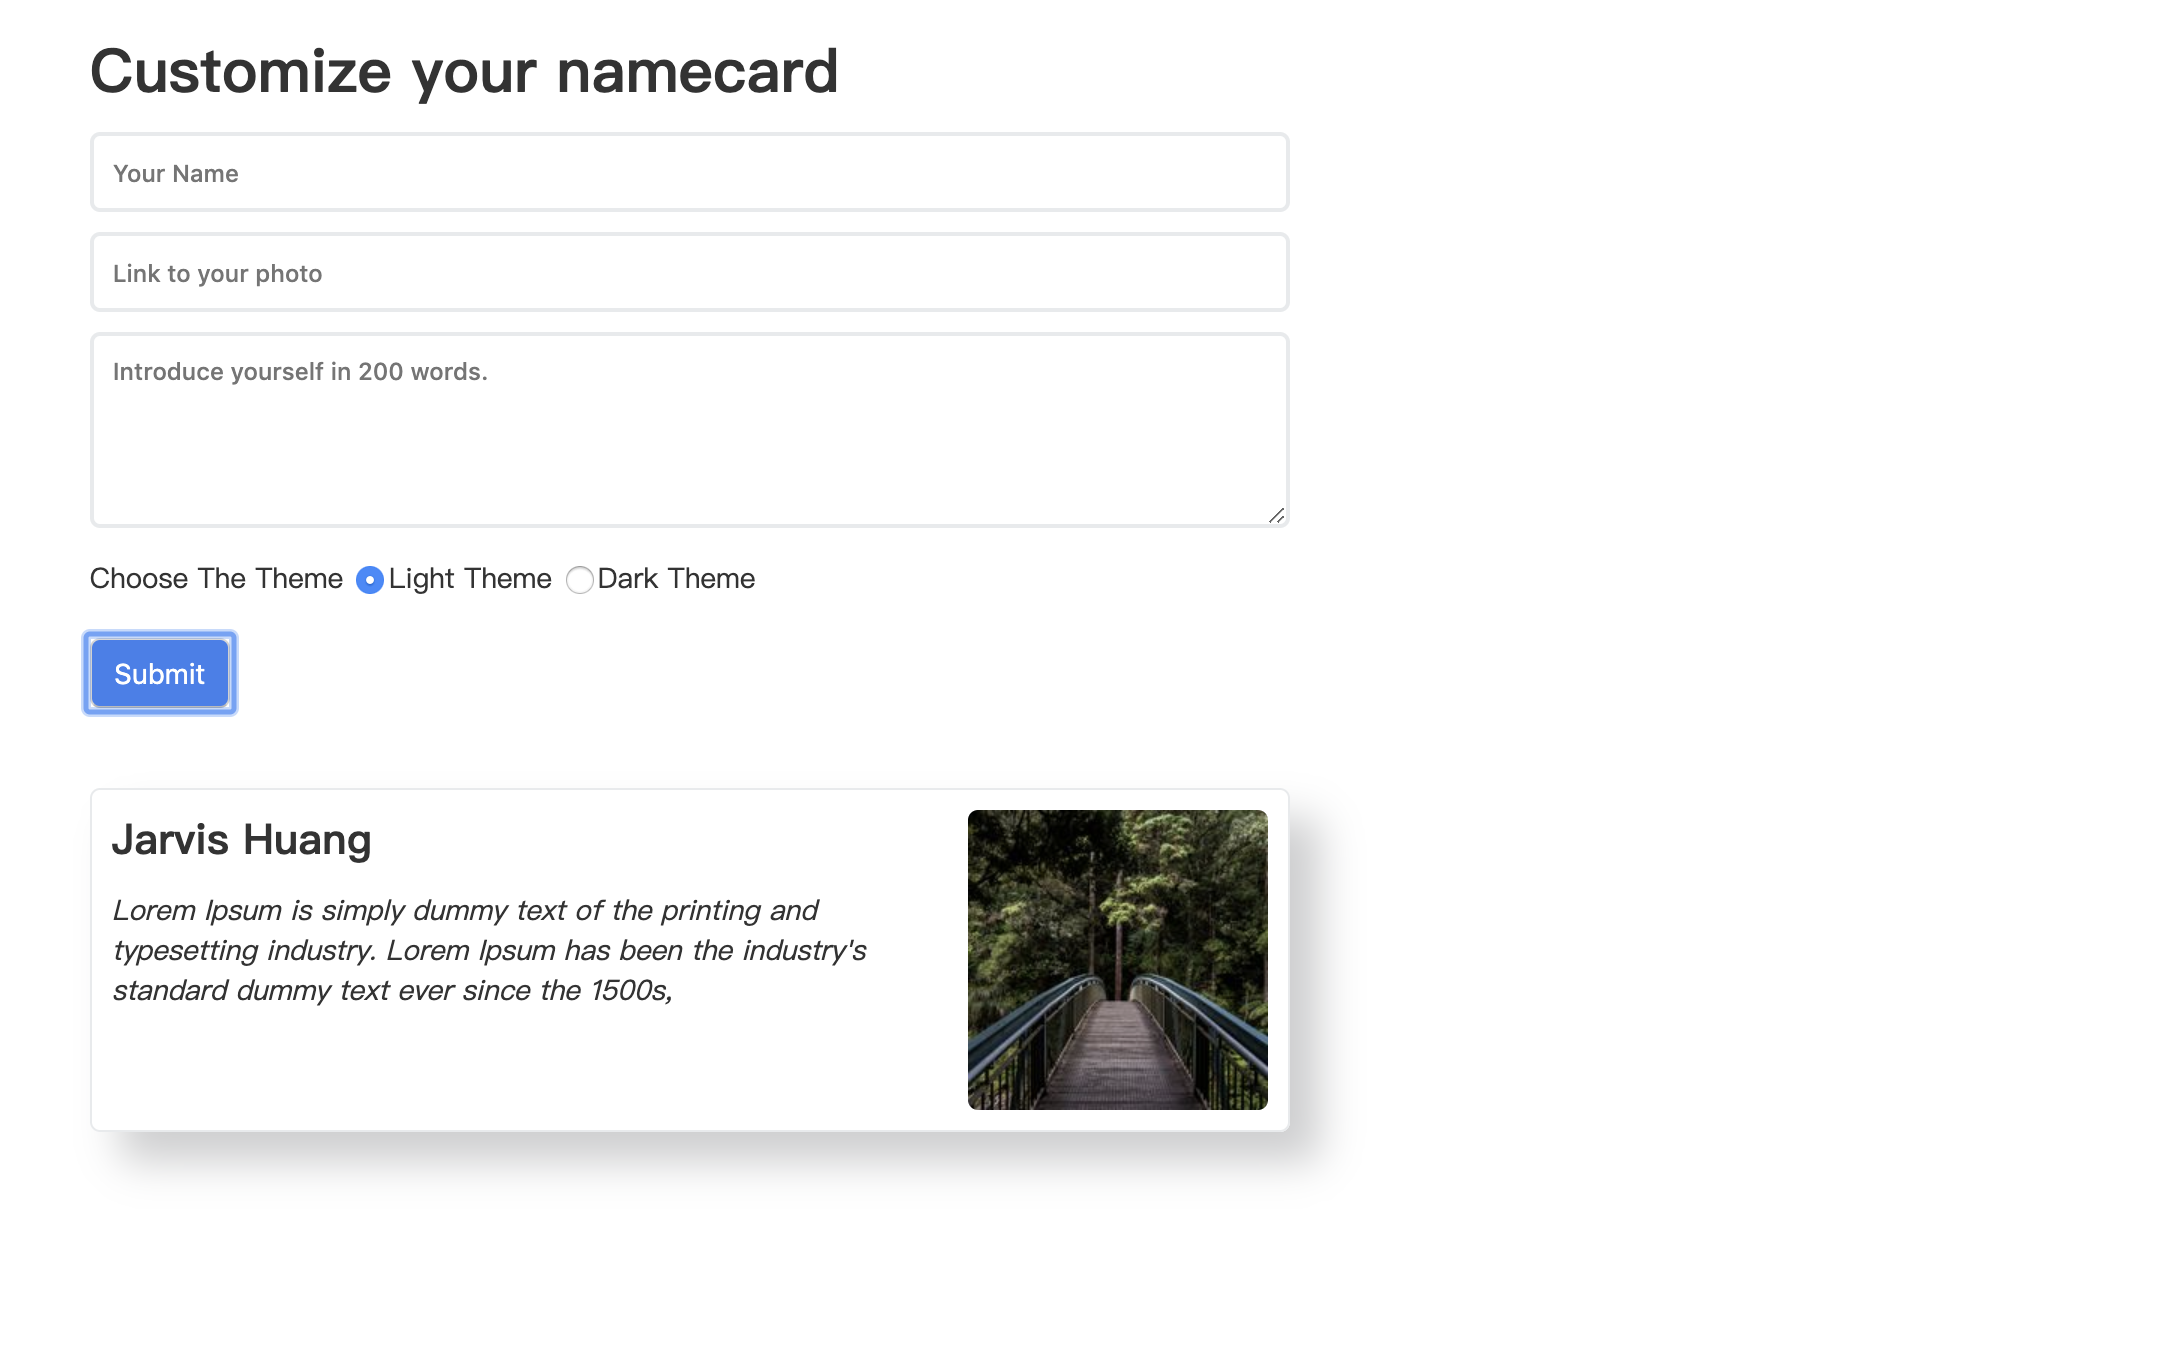 Customize your namecard
Your Name
Link to your photo
Introduce yourself in 200 words.
Choose The Theme Light Theme Dark Theme
Submit
Jarvis Huang
Lorem Ipsum is simply dummy text of the printing and
typesetting industry. Lorem Ipsum has been the industry's
standard dummy text ever since the 1500s,